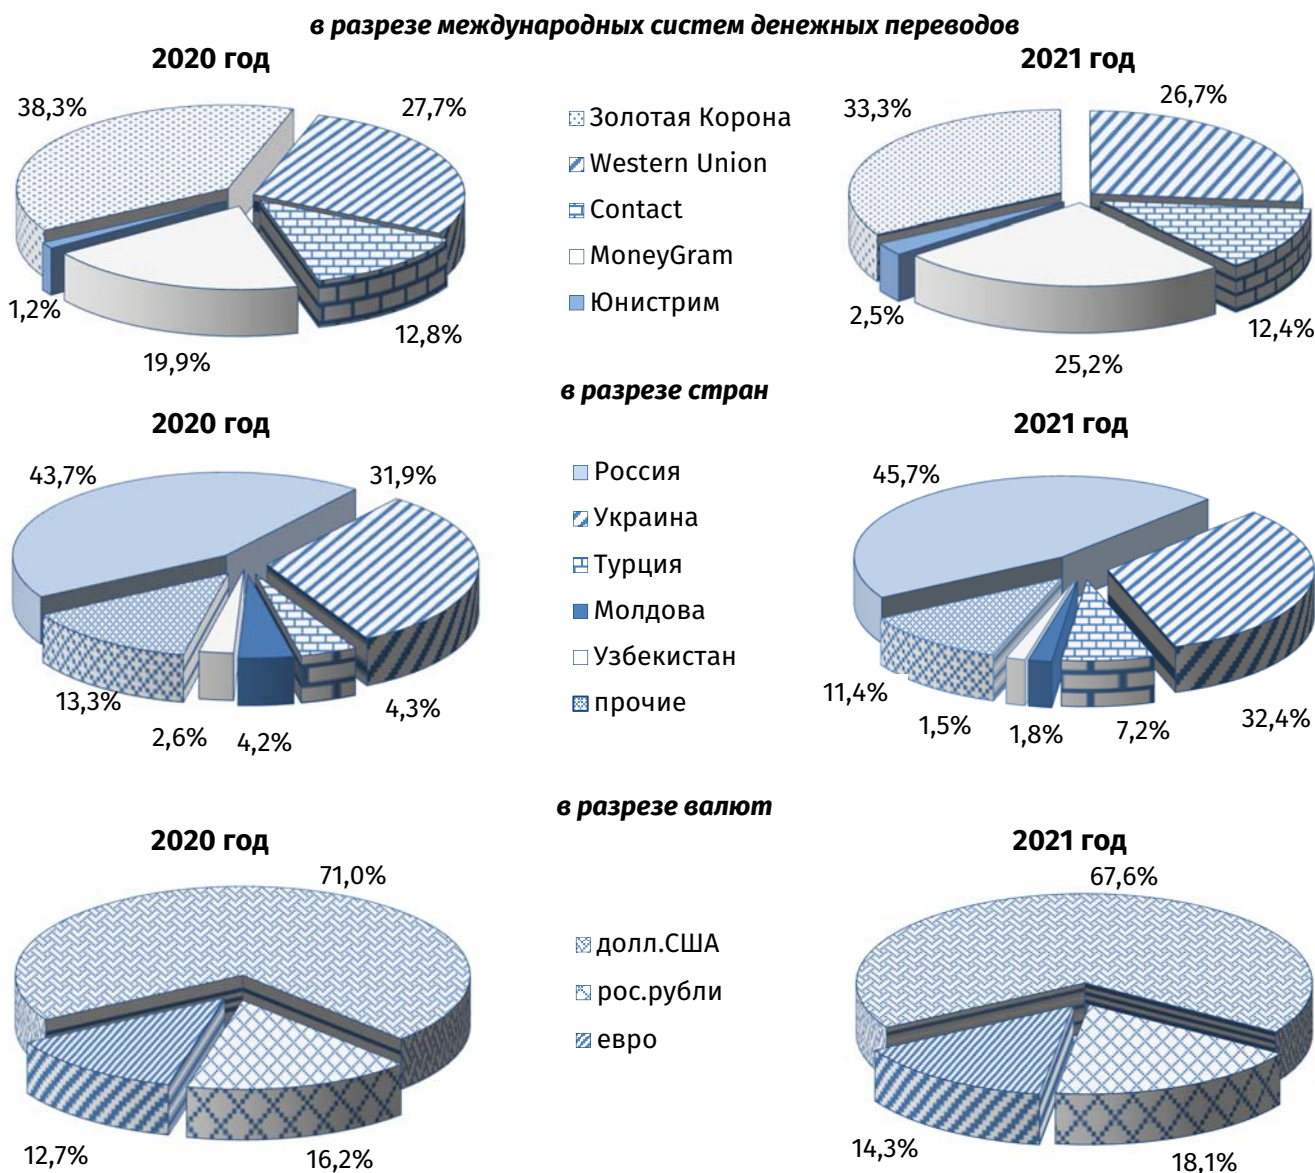 в разрезе международных систем денежных переводов
2020 год
2021 год
38,3%
27,7%
12,8%
19,9%
1,2%
Золотая Корона
Western Union
Contact
MoneyGram
Юнистрим
33,3%
26,7%
12,4%
25,2%
2,5%
в разрезе стран
2020 год
2021 год
43,7%
31,9%
4,3%
4,2%
2,6%
13,3%
Россия
Украина
Турция
Молдова
Узбекистан
прочие
45,7%
32,4%
7,2%
1,8%
1,5%
11,4%
в разрезе валют
2020 год
2021 год
71,0%
16,2%
12,7%
долл.США
рос.рубли
евро
67,6%
18,1%
14,3%